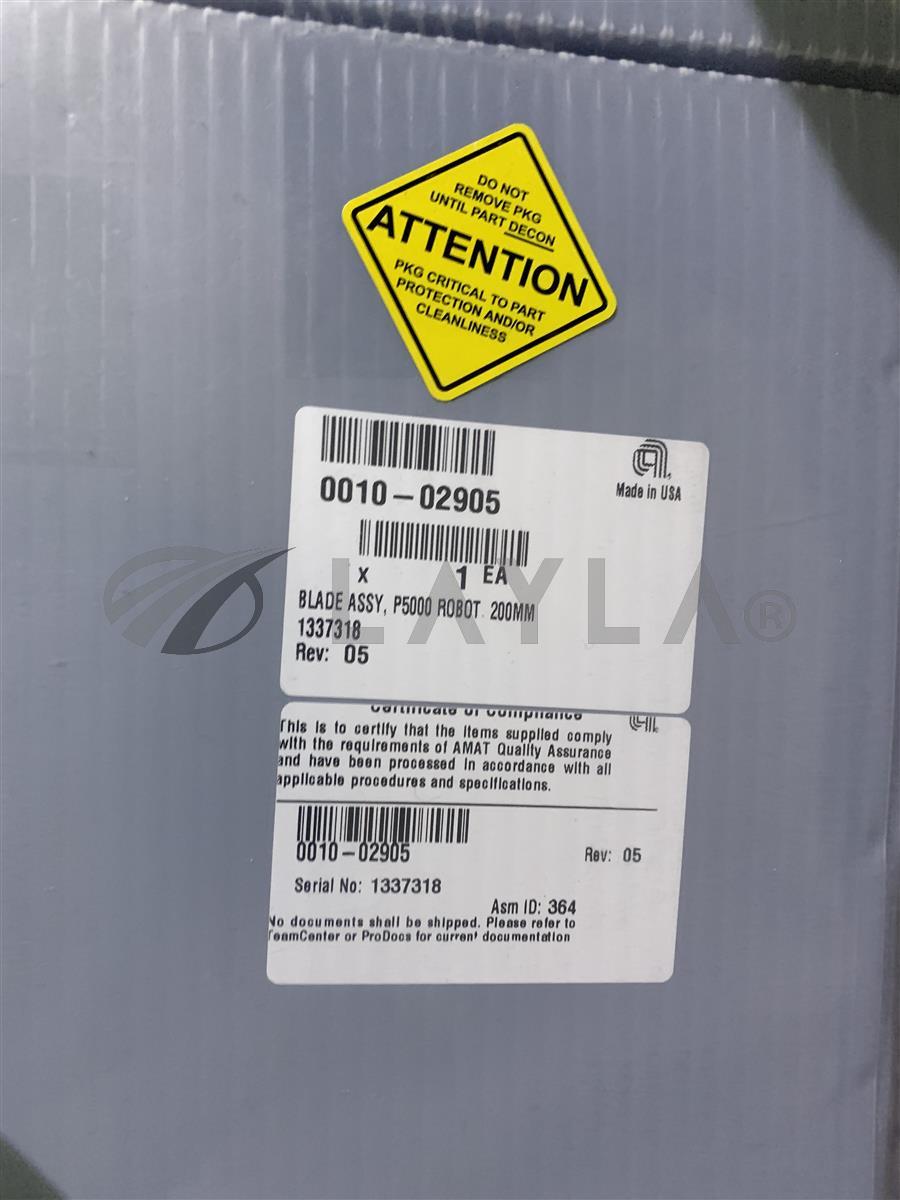 DO NOT
REMOVE PKG
UNTIL PART DECON
ATTENTION
PKG CRITICAL TO PART
PROTECTION AND/OR
CLEANLINESS
0010-02905
Made in USA
X 1 EA
BLADE ASSY, P5000 ROBOT. 200MM
1337318
Rev: 05
LAYLA®
Certificate of Compliance
This is to certify that the items supplied comply
with the requirements of AMAT Quality Assurance
and have been processed in accordance with all
applicable procedures and specifications.
0010-02905
Rev: 05
Serial No: 1337318
Asm ID: 364
No documents shall be shipped. Please refer to
TeamCenter or ProDocs for current documentation